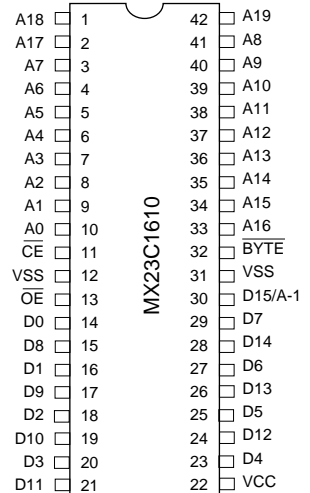 A18 1 42 A19
A17 2 41 A8
A7 3 40 A9
A6 4 39 A10
A5 5 38 A11
A4 6 37 A12
A3 7 36 A13
A2 8 35 A14
A1 9 34 A15
A0 10 33 A16
CE 11 32 BYTE
VSS 12 31 VSS
OE 13 30 D15/A-1
D0 14 29 D7
D8 15 28 D14
D1 16 27 D6
D9 17 26 D13
D2 18 25 D5
D10 19 24 D12
D3 20 23 D4
D11 21 22 VCC
MX23C1610